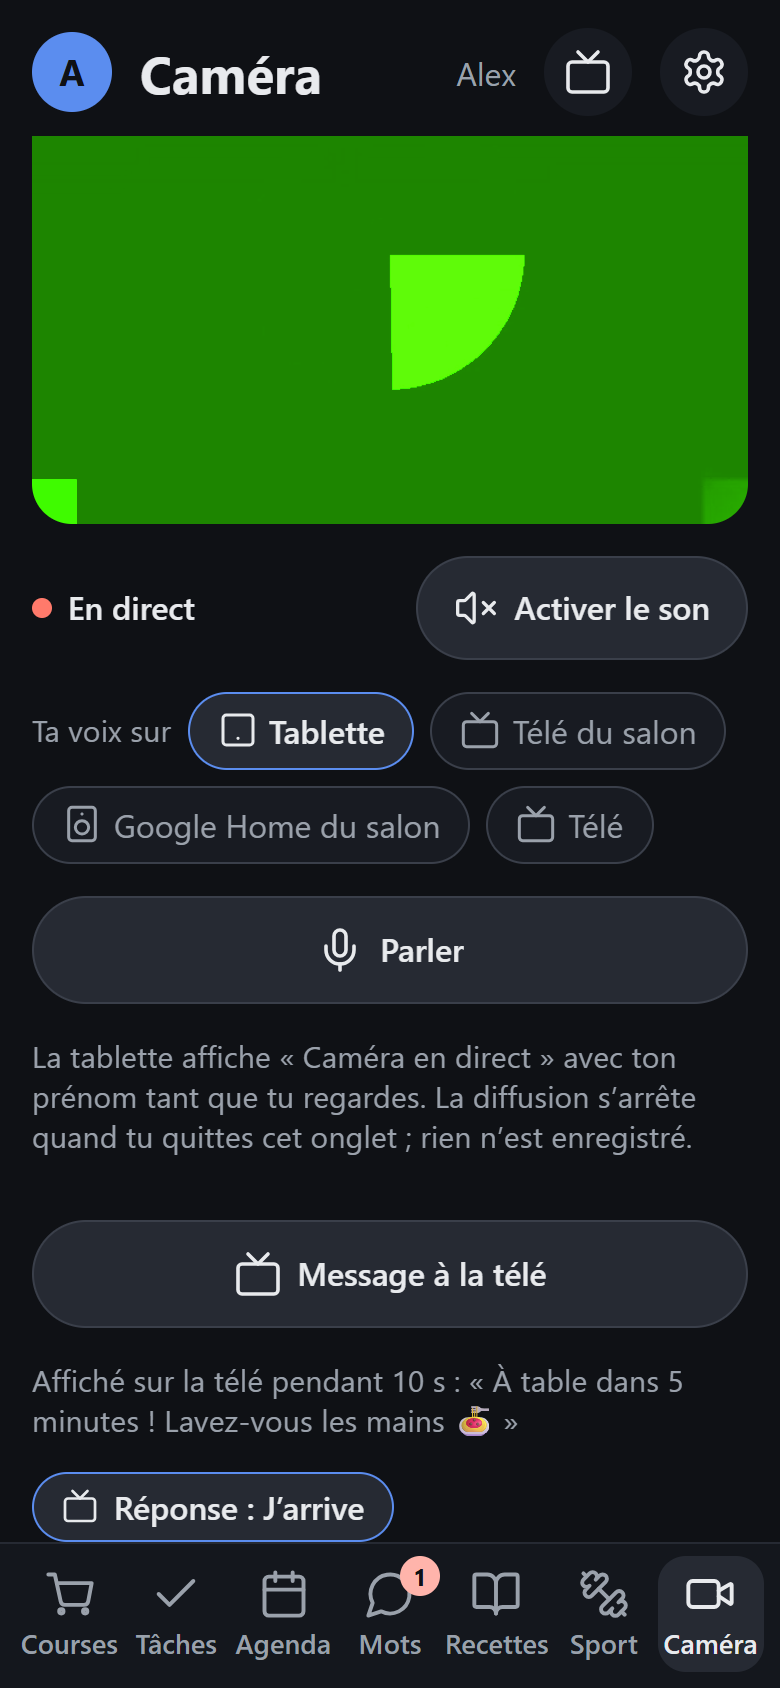 A Caméra Alex
En direct
Activer le son
Ta voix sur Tablette Télé du salon
Google Home du salon Télé
Parler
La tablette affiche « Caméra en direct » avec ton
prénom tant que tu regardes. La diffusion s’arrête
quand tu quittes cet onglet ; rien n’est enregistré.
Message à la télé
Affiché sur la télé pendant 10 s : « À table dans 5
minutes ! Lavez-vous les mains 🍝 »
Réponse : J’arrive
1
Courses Tâches Agenda Mots Recettes Sport Caméra